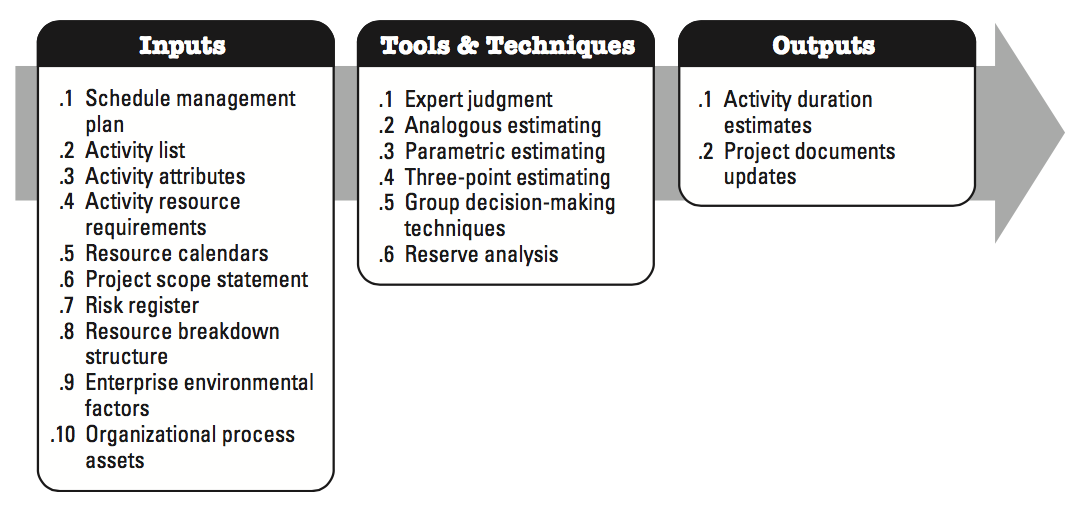 Inputs
.1 Schedule management
plan
.2 Activity list
.3 Activity attributes
.4 Activity resource
requirements
.5 Resource calendars
.6 Project scope statement
.7 Risk register
.8 Resource breakdown
structure
.9 Enterprise environmental
factors
.10 Organizational process
assets
Tools & Techniques
.1 Expert judgment
.2 Analogous estimating
.3 Parametric estimating
.4 Three-point estimating
.5 Group decision-making
techniques
.6 Reserve analysis
Outputs
.1 Activity duration
estimates
.2 Project documents
updates